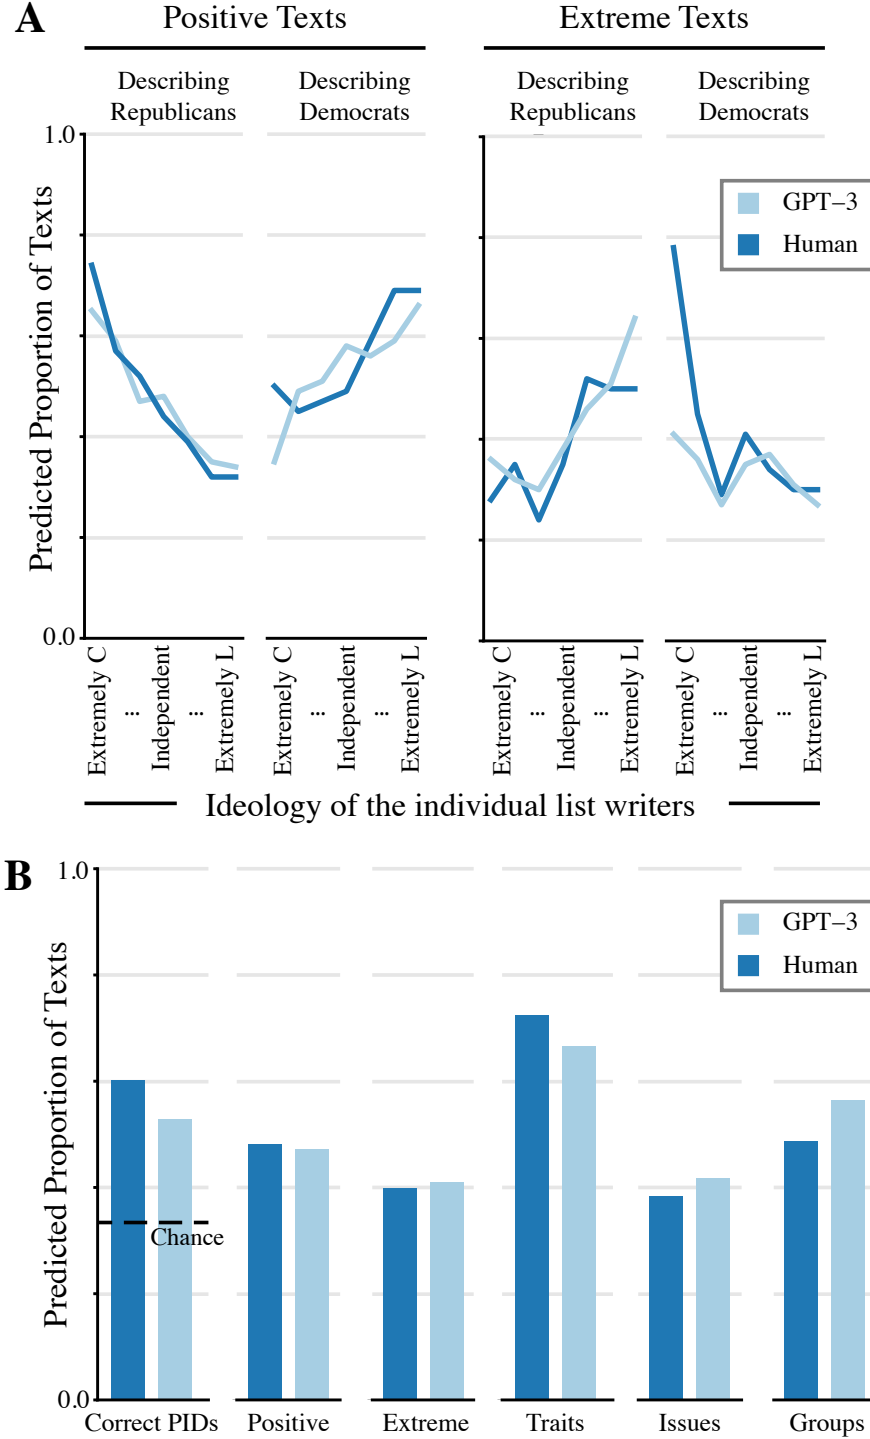 A
Positive Texts
Extreme Texts
Describing Republicans
Describing Democrats
Describing Republicans
Describing Democrats
1.0
Predicted Proportion of Texts
0.0
GPT–3
Human
Extremely C
...
Independent
...
Extremely L
Extremely C
...
Independent
...
Extremely L
Extremely C
...
Independent
...
Extremely L
Extremely C
...
Independent
...
Extremely L
Ideology of the individual list writers
B
1.0
Predicted Proportion of Texts
0.0
GPT–3
Human
Chance
Correct PIDs
Positive
Extreme
Traits
Issues
Groups